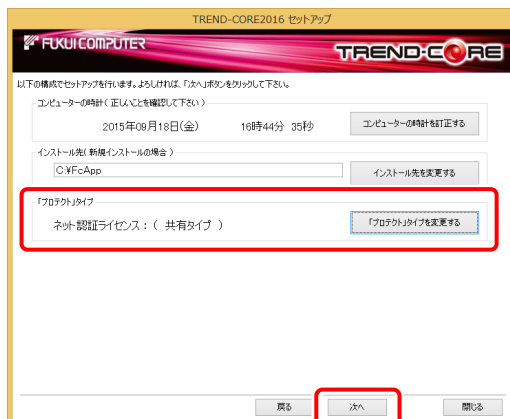 TREND-CORE2016 セットアップ
FUKUI COMPUTER
TREND-CORE
以下の構成でセットアップを行います。よろしければ、「次へ」ボタンをクリックして下さい。
コンピューターの時計( 正しいことを確認して下さい )
2015年09月18日(金) 16時44分 35秒 コンピューターの時計を訂正する
インストール先( 新規インストールの場合 )
C:¥FcApp インストール先を変更する
「プロテクト」タイプ
ネット認証ライセンス : ( 共有タイプ ) 「プロテクト」タイプを変更する
戻る 次へ 閉じる